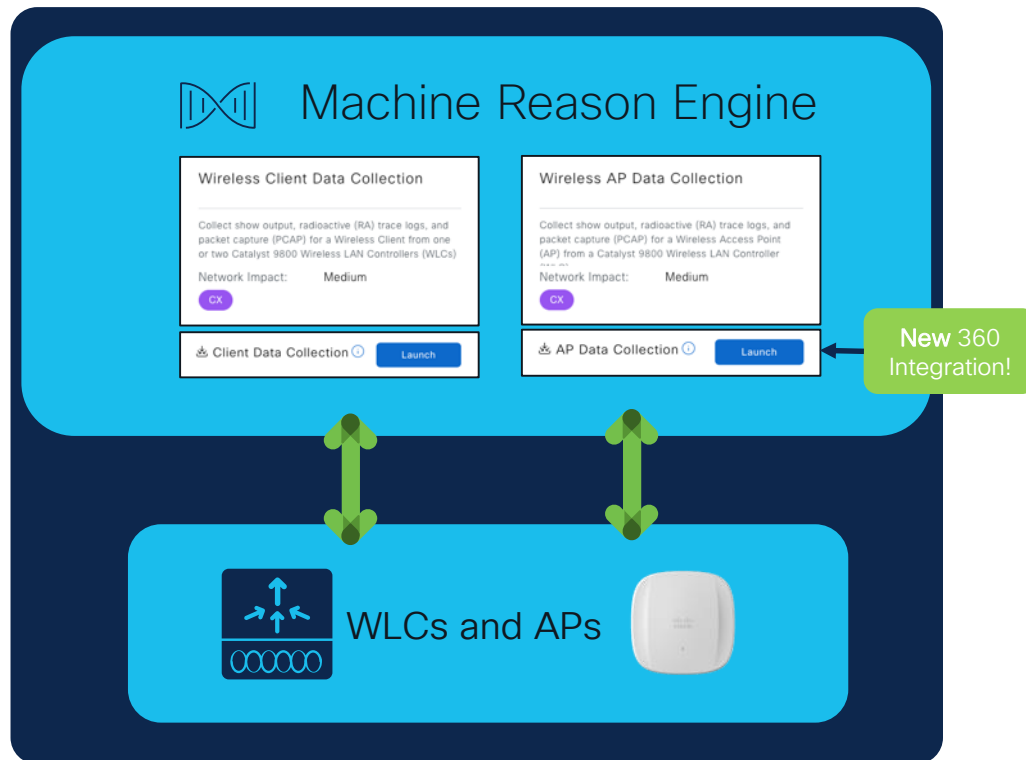 Machine Reason Engine
Wireless Client Data Collection
Collect show output, radioactive (RA) trace logs, and
packet capture (PCAP) for a Wireless Client from one
or two Catalyst 9800 Wireless LAN Controllers (WLCs)
Network Impact: Medium
CX
Client Data Collection
Launch
Wireless AP Data Collection
Collect show output, radioactive (RA) trace logs, and
packet capture (PCAP) for a Wireless Access Point
(AP) from a Catalyst 9800 Wireless LAN Controller
Network Impact: Medium
CX
AP Data Collection
Launch
New 360
Integration!
WLCs and APs